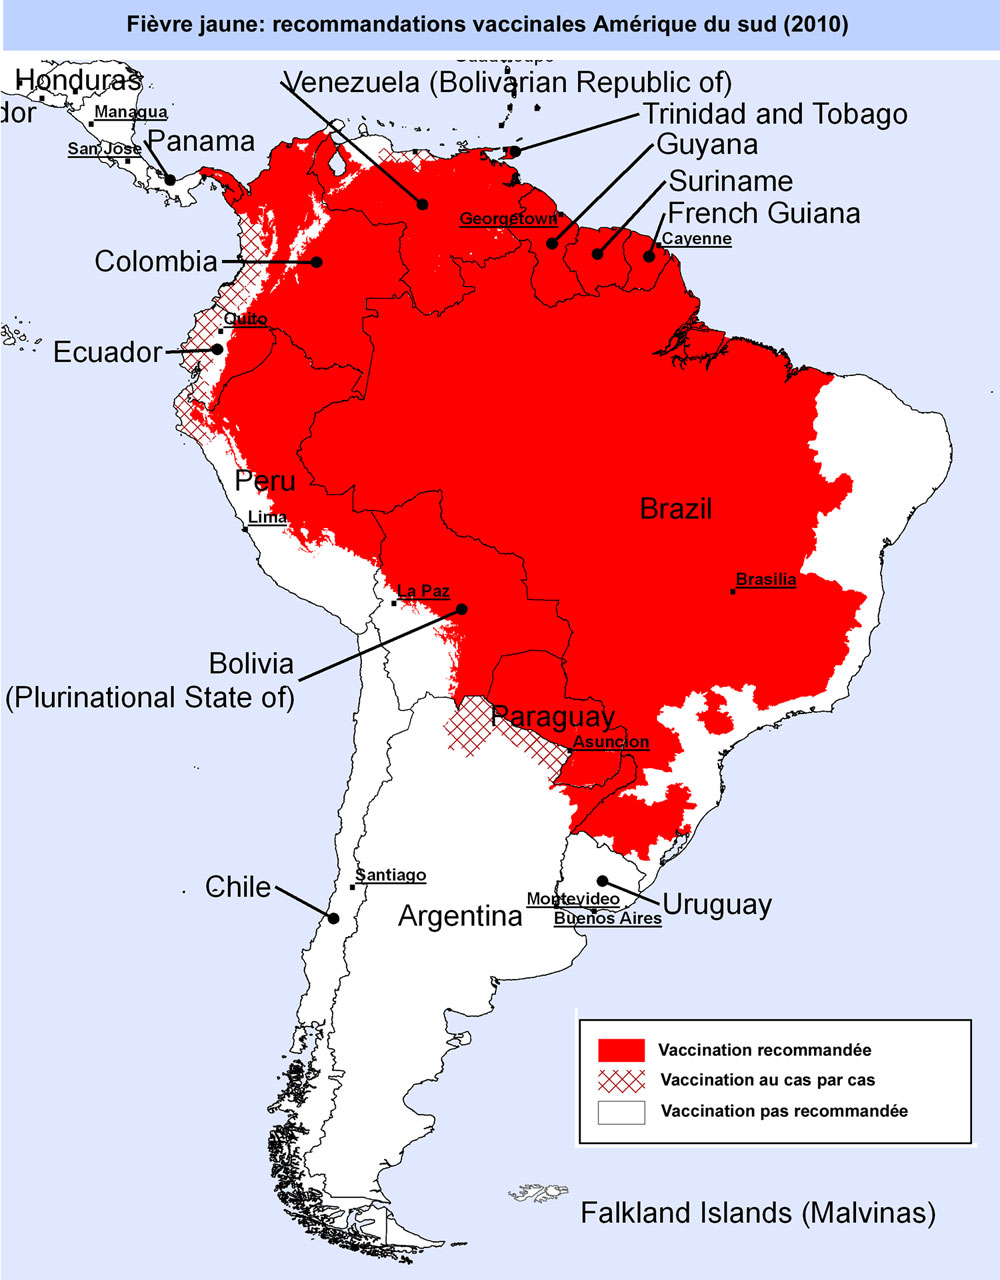 Fièvre jaune: recommandations vaccinales Amérique du sud (2010)
Guadeloupe
Honduras
Venezuela (Bolivarian Republic of)
dor
Managua
Trinidad and Tobago
San Jose
Panama
Guyana
Suriname
French Guiana
Georgetown
Cayenne
Colombia
Quito
Ecuador
Peru
Lima
Brazil
Brasilia
La Paz
Bolivia
(Plurinational State of)
Paraguay
Asuncion
Santiago
Chile
Argentina
Montevideo
Uruguay
Buenos Aires
Vaccination recommandée
Vaccination au cas par cas
Vaccination pas recommandée
Falkland Islands (Malvinas)